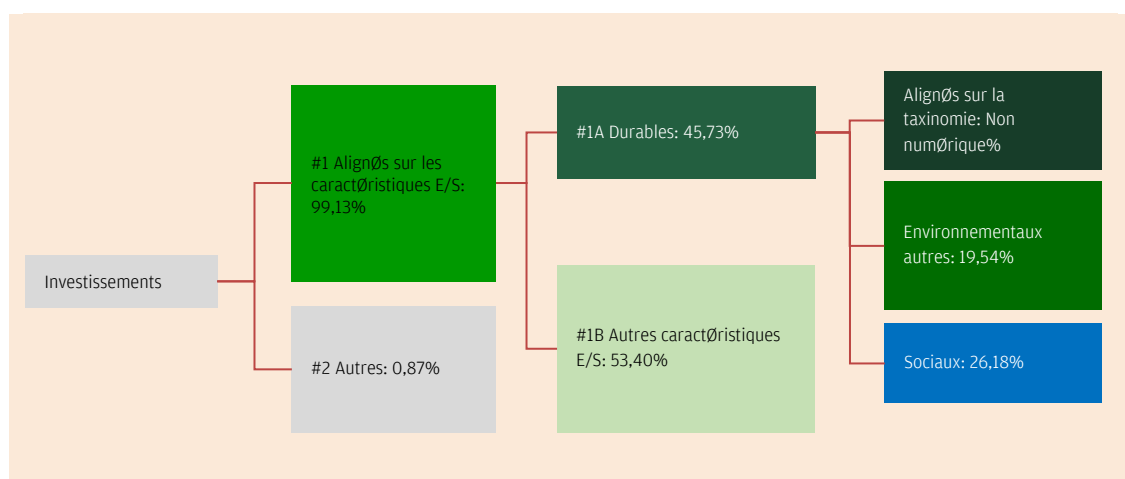 Investissements
#1 AlignØs sur les
caractØristiques E/S:
99,13%
#2 Autres: 0,87%
#1A Durables: 45,73%
#1B Autres caractØristiques
E/S: 53,40%
AlignØs sur la
taxinomie: Non
numØrique%
Environnementaux
autres: 19,54%
Sociaux: 26,18%